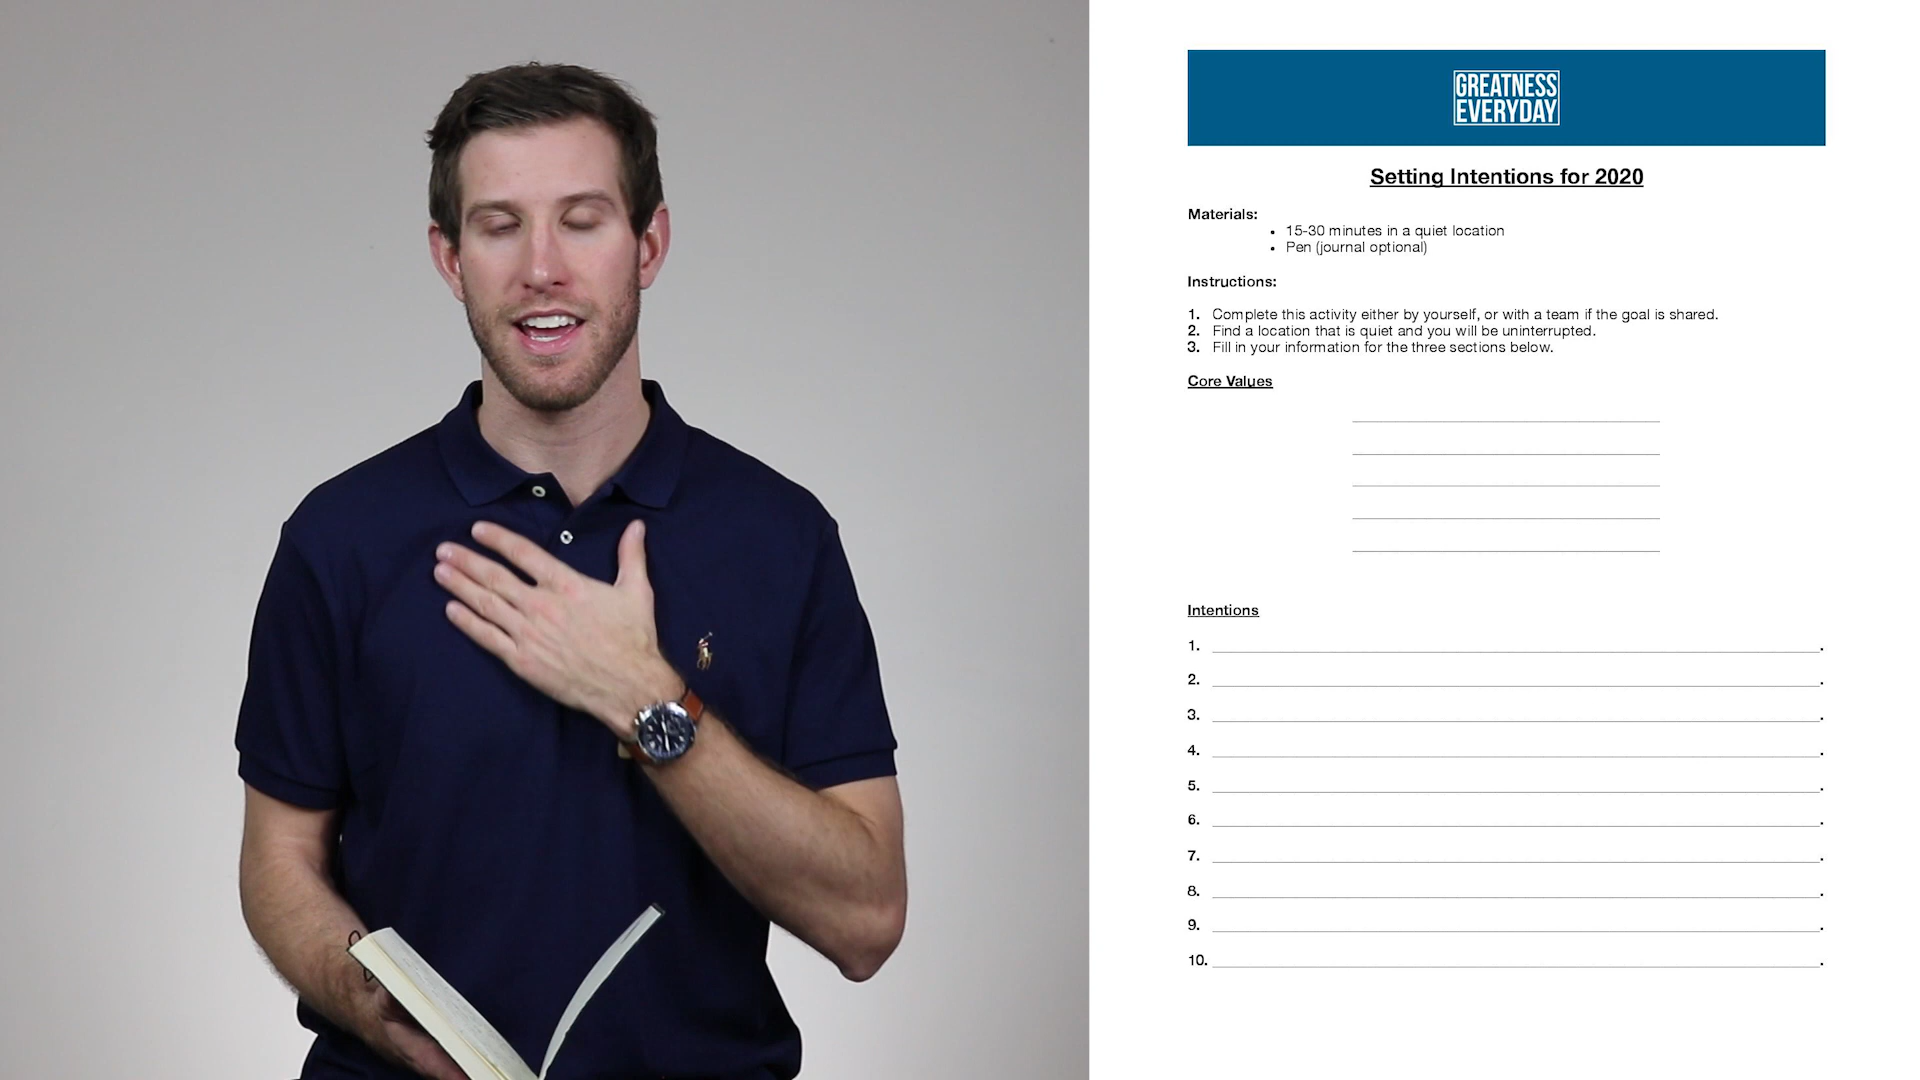 GREATNESS
EVERYDAY
Setting Intentions for 2020
Materials:
• 15-30 minutes in a quiet location
• Pen (journal optional)
Instructions:
1. Complete this activity either by yourself, or with a team if the goal is shared.
2. Find a location that is quiet and you will be uninterrupted.
3. Fill in your information for the three sections below.
Core Values
Intentions
1. .
2. .
3. .
4. .
5. .
6. .
7. .
8. .
9. .
10. .